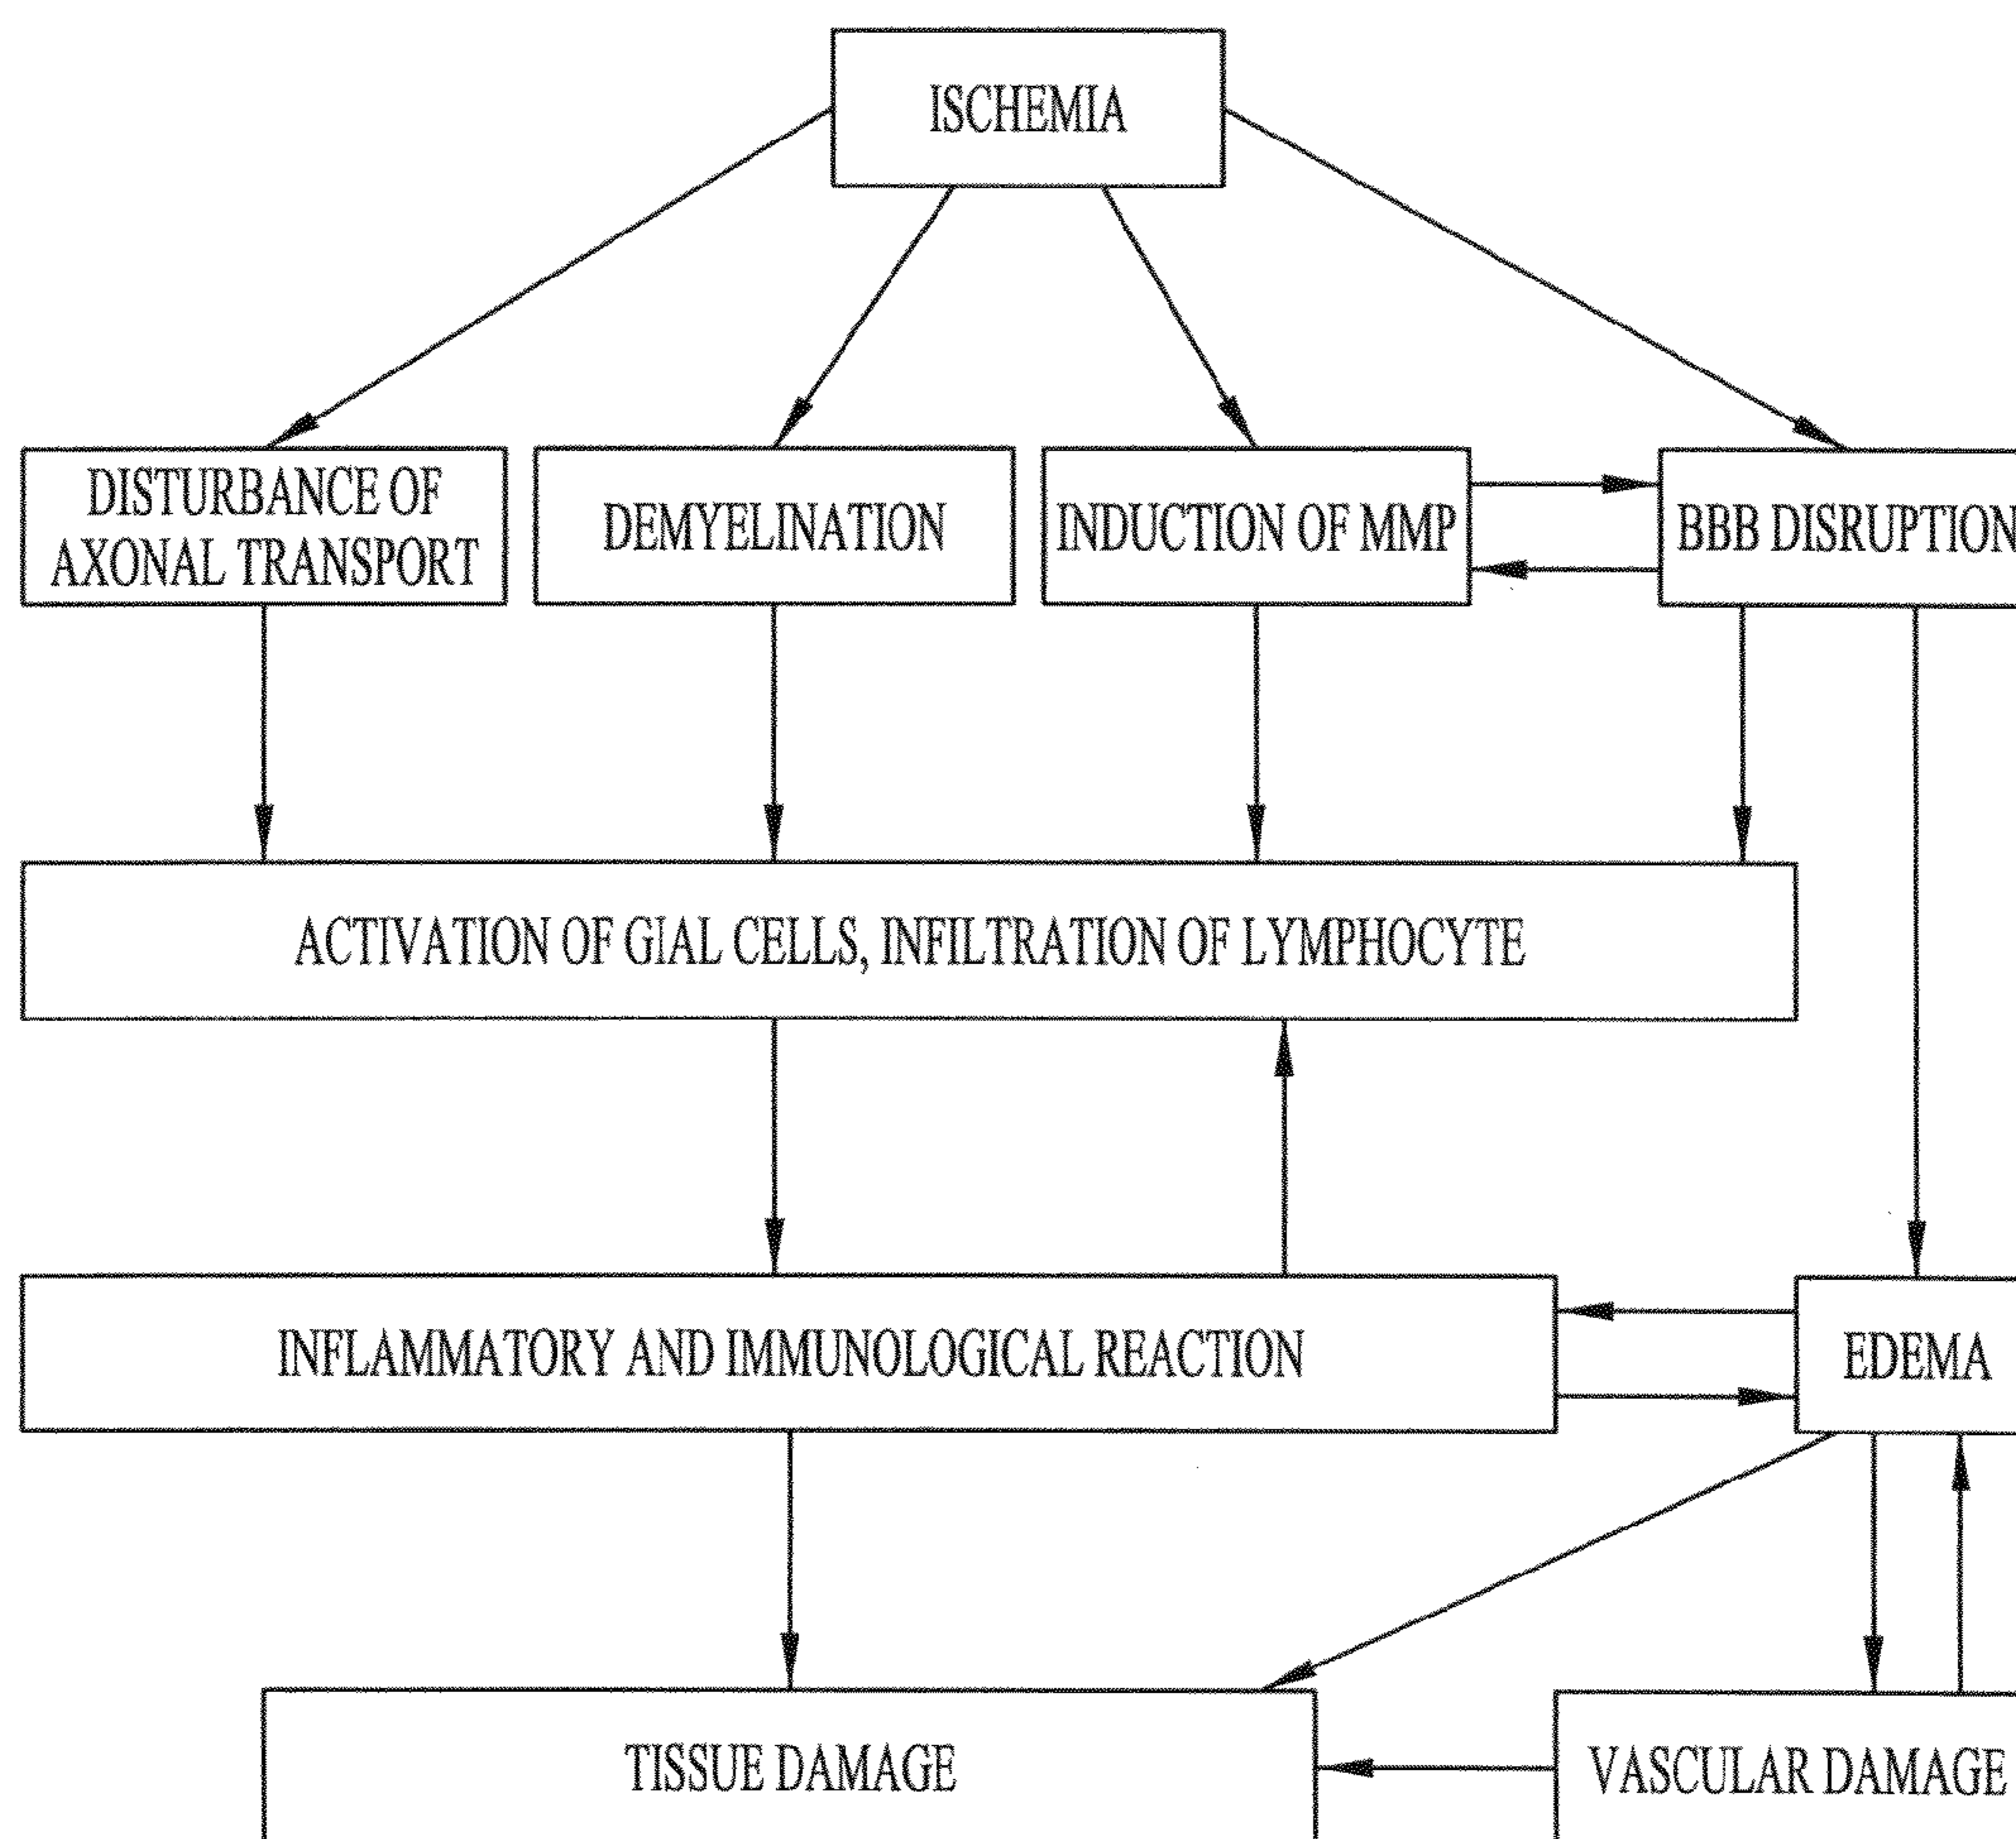 ISCHEMIA
DISTURBANCE OF
AXONAL TRANSPORT
DEMYELINATION
INDUCTION OF MMP
BBB DISRUPTION
ACTIVATION OF GIAL CELLS, INFILTRATION OF LYMPHOCYTE
INFLAMMATORY AND IMMUNOLOGICAL REACTION
EDEMA
TISSUE DAMAGE
VASCULAR DAMAGE